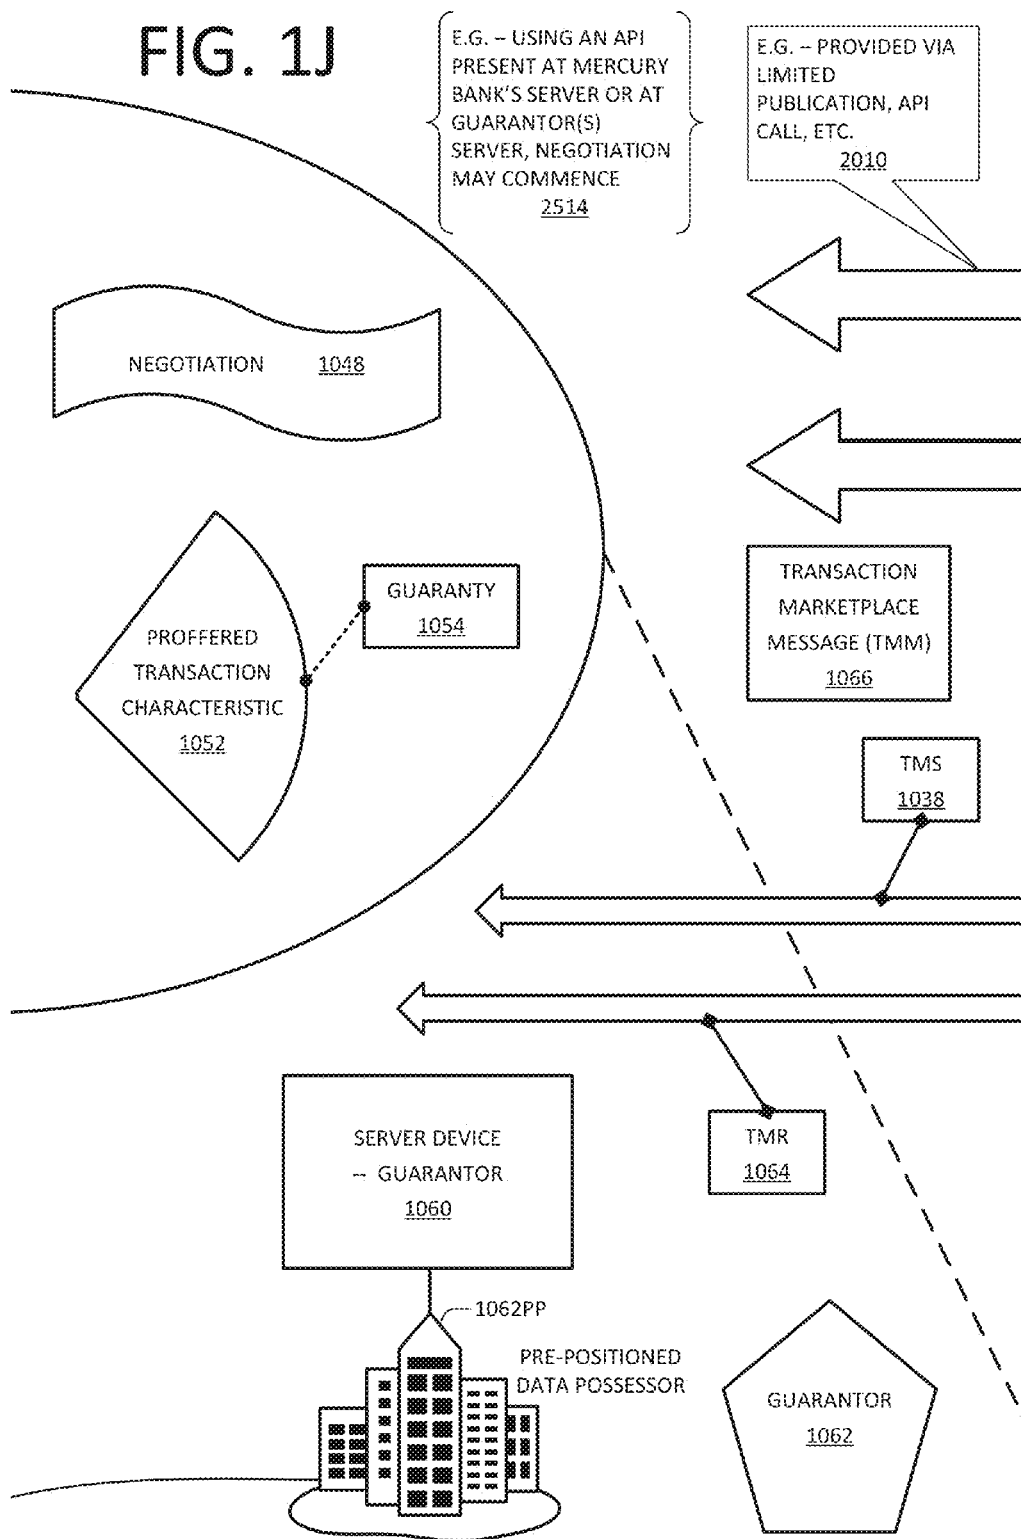 FIG. 1J
E.G. – USING AN API
PRESENT AT MERCURY
BANK'S SERVER OR AT
GUARANTOR(S)
SERVER, NEGOTIATION
MAY COMMENCE
2514
E.G. – PROVIDED VIA
LIMITED
PUBLICATION, API
CALL, ETC.
2010
NEGOTIATION 1048
GUARANTY
1054
PROFFERED
TRANSACTION
CHARACTERISTIC
1052
TRANSACTION
MARKETPLACE
MESSAGE (TMM)
1066
TMS
1038
TMR
1064
SERVER DEVICE
-- GUARANTOR
1060
1062PP
PRE-POSITIONED
DATA POSSESSOR
GUARANTOR
1062